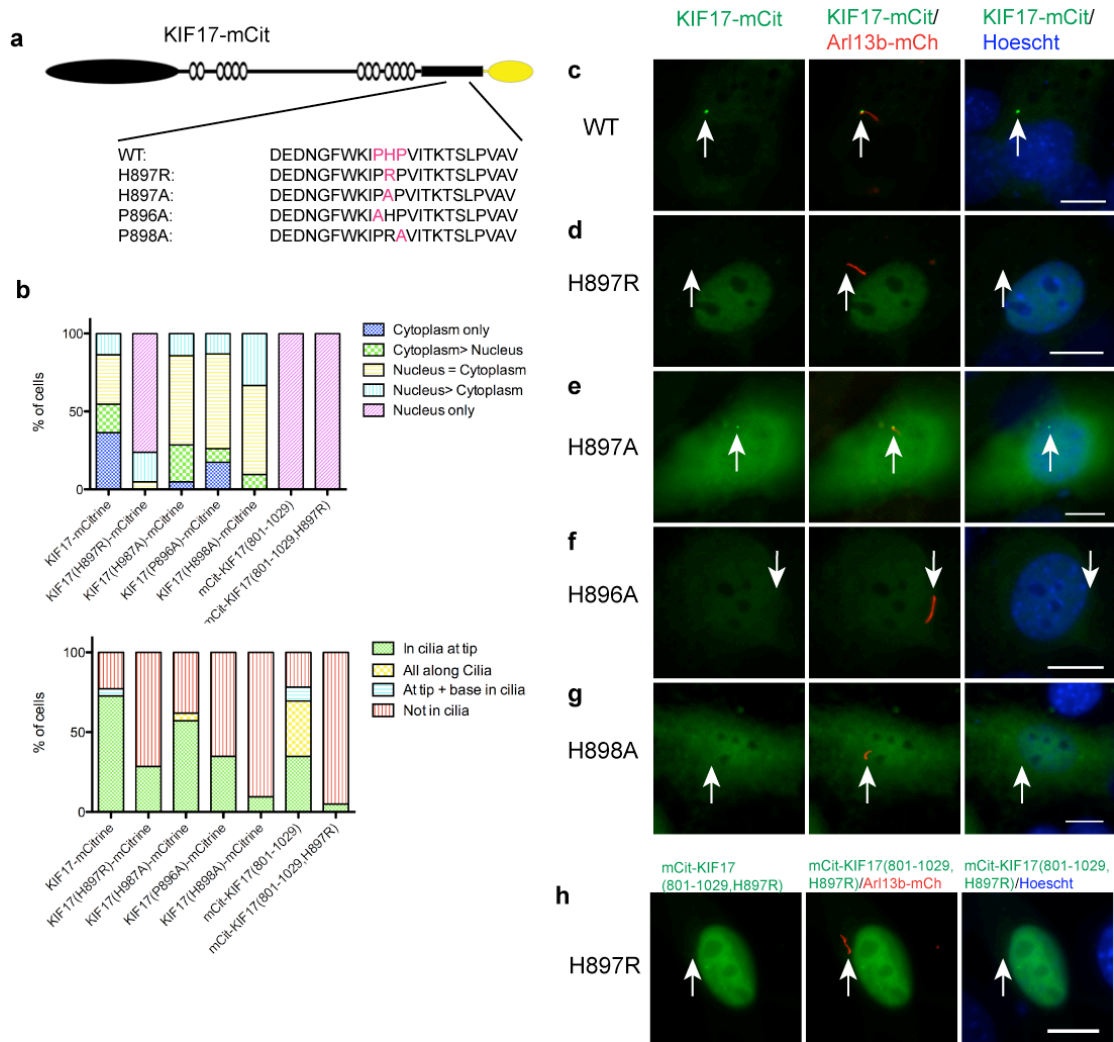 a
KIF17-mCit
WT: DEDNGFWKIPHPVITKTSLPVAV
H897R: DEDNGFWKIPRPVITKTSLPVAV
H897A: DEDNGFWKIPAPVITKTSLPVAV
P896A: DEDNGFWKIAHPVITKTSLPVAV
P898A: DEDNGFWKIPRAVITKTSLPVAV
b
% of cells
100
50
0
Cytoplasm only
Cytoplasm> Nucleus
Nucleus = Cytoplasm
Nucleus> Cytoplasm
Nucleus only
KIF17-mCitrine
KIF17(H897R)-mCitrine
KIF17(H987A)-mCitrine
KIF17(P896A)-mCitrine
KIF17(H898A)-mCitrine
mCit-KIF17(801-1029)
mCit-KIF17(801-1029,H897R)
% of cells
100
50
0
In cilia at tip
All along Cilia
At tip + base in cilia
Not in cilia
KIF17-mCitrine
KIF17(H897R)-mCitrine
KIF17(H987A)-mCitrine
KIF17(P896A)-mCitrine
KIF17(H898A)-mCitrine
mCit-KIF17(801-1029)
mCit-KIF17(801-1029,H897R)
KIF17-mCit
KIF17-mCit/
Arl13b-mCh
KIF17-mCit/
Hoescht
c
WT
d
H897R
e
H897A
f
H896A
g
H898A
h
mCit-KIF17
(801-1029,H897R)
mCit-KIF17(801-1029,
H897R)/Arl13b-mCh
mCit-KIF17(801-1029,
H897R)/Hoescht
H897R